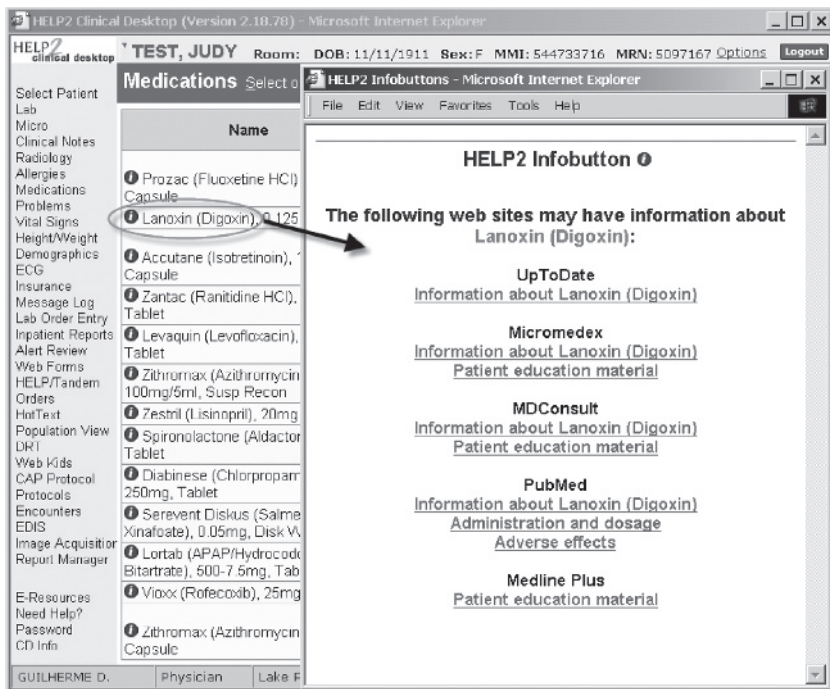 HELP2 Clinical Desktop (Version 2.18.78) - Microsoft Internet Explorer
HELP2 clinical desktop
TEST, JUDY Room: DOB: 11/11/1911 Sex: F MMI: 544733716 MRN: 5097167 Options Logout
Select Patient
Lab
Micro
Clinical Notes
Radiology
Allergies
Medications
Problems
Vital Signs
Height/Weight
Demographics
ECG
Insurance
Message Log
Lab Order Entry
Inpatient Reports
Alert Review
Web Forms
HELP/Tandem
Orders
HotText
Population View
DRT
Web Kids
CAP Protocol
Protocols
Encounters
EDIS
Image Acquisition
Report Manager
E-Resources
Need Help?
Password
CD Info
Medications Select o
Name
Prozac (Fluoxetine HCl)
Capsule
Lanoxin (Digoxin), 0.125
Accutane (Isotretinoin), 1
Capsule
Zantac (Ranitidine HCl),
Tablet
Levaquin (Levofloxacin),
Tablet
Zithromax (Azithromycin
100mg/5ml, Susp Recon
Zestril (Lisinopril), 20mg
Spironolactone (Aldactor
Tablet
Diabinese (Chlorpropam
250mg, Tablet
Serevent Diskus (Salme
Xinafoate), 0.05mg, Disk W
Lortab (APAP/Hydrocodo
Bitartrate), 500-7.5mg, Tab
Vioxx (Rofecoxib), 25mg
Zithromax (Azithromycin
Capsule
HELP2 Infobuttons - Microsoft Internet Explorer
File Edit View Favorites Tools Help
HELP2 Infobutton
The following web sites may have information about
Lanoxin (Digoxin):
UpToDate
Information about Lanoxin (Digoxin)
Micromedex
Information about Lanoxin (Digoxin)
Patient education material
MDConsult
Information about Lanoxin (Digoxin)
Patient education material
PubMed
Information about Lanoxin (Digoxin)
Administration and dosage
Adverse effects
Medline Plus
Patient education material
GUILHERME D. Physician Lake